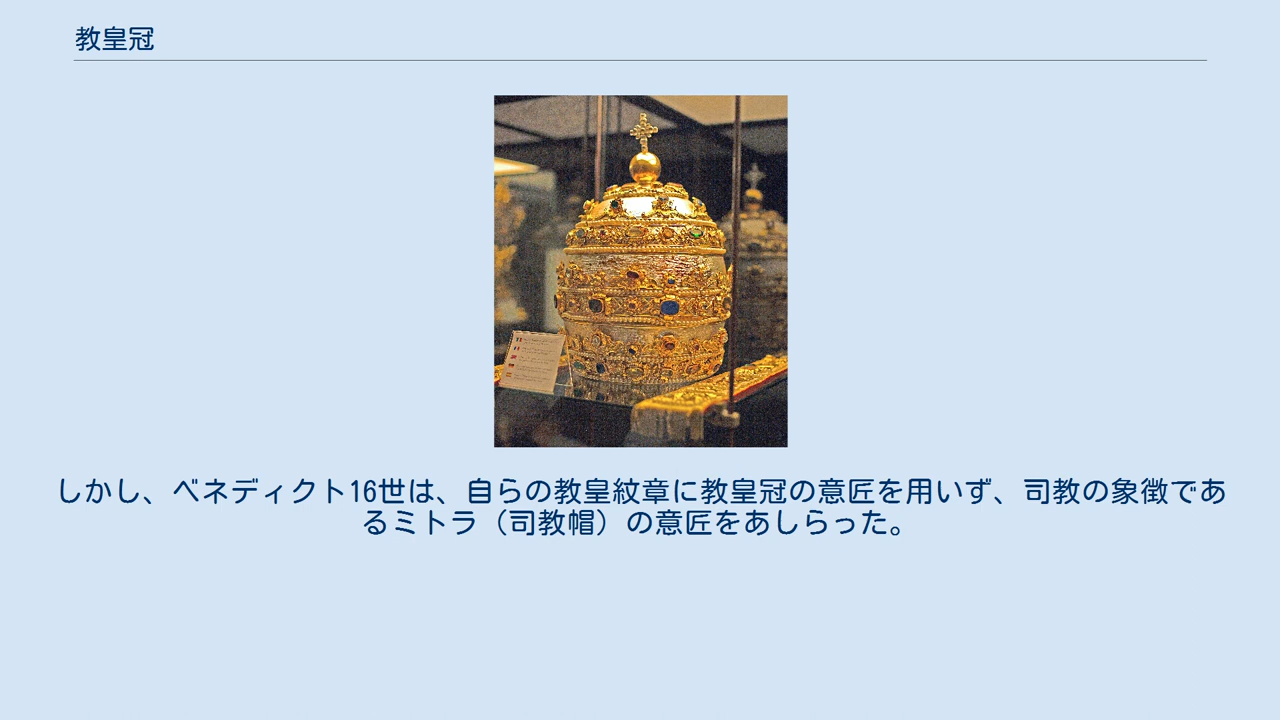 教皇冠
しかし、ベネディクト16世は、自らの教皇紋章に教皇冠の意匠を用いず、司教の象徴であ
るミトラ（司教帽）の意匠をあしらった。